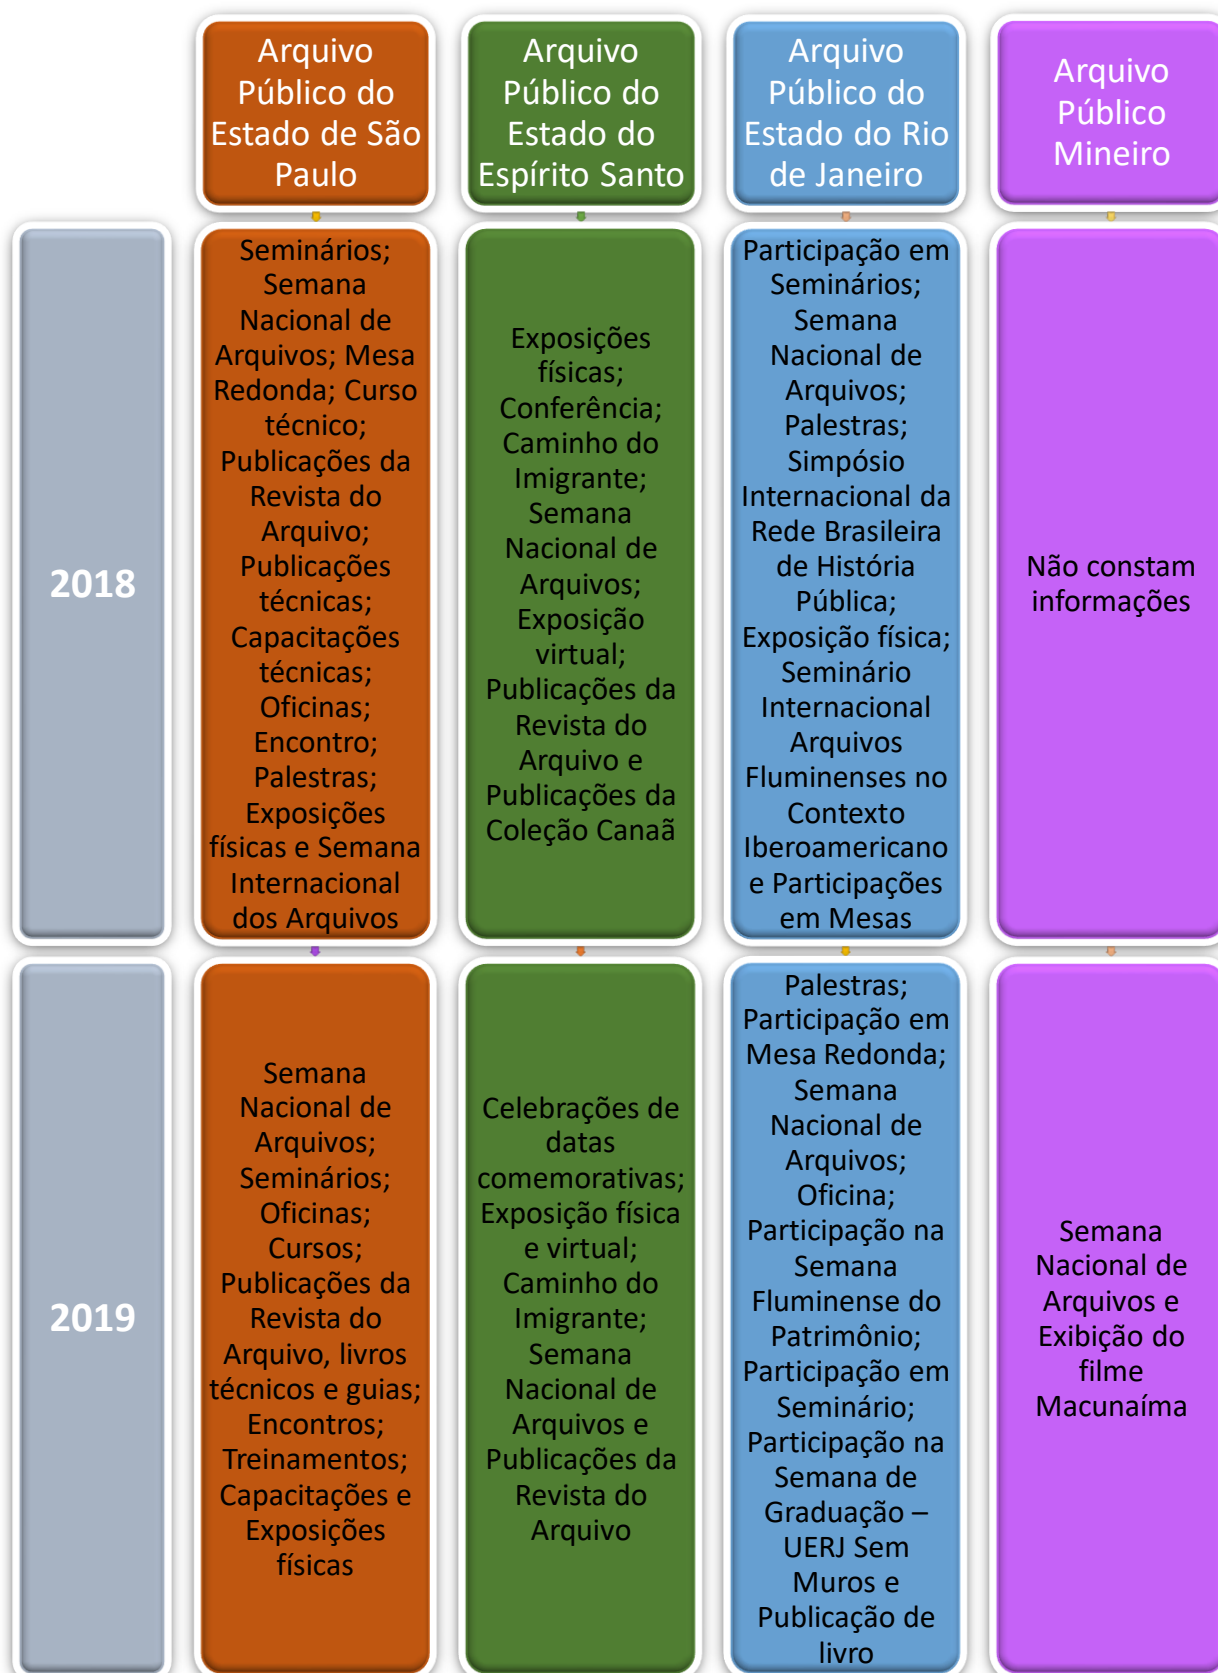 Arquivo
Público do
Estado de São
Paulo
Arquivo
Público do
Estado do
Espírito Santo
Arquivo
Público do
Estado do Rio
de Janeiro
Arquivo
Público
Mineiro
2018
Seminários;
Semana
Nacional de
Arquivos; Mesa
Redonda; Curso
técnico;
Publicações da
Revista do
Arquivo;
Publicações
técnicas;
Capacitações
técnicas;
Oficinas;
Encontro;
Palestras;
Exposições
físicas e Semana
Internacional
dos Arquivos
Exposições
físicas;
Conferência;
Caminho do
Imigrante;
Semana
Nacional de
Arquivos;
Exposição
virtual;
Publicações da
Revista do
Arquivo e
Publicações da
Coleção Canaã
Participação em
Seminários;
Semana
Nacional de
Arquivos;
Palestras;
Simpósio
Internacional da
Rede Brasileira
de História
Pública;
Exposição física;
Seminário
Internacional
Arquivos
Fluminenses no
Contexto
Iberoamericano
e Participações
em Mesas
Não constam
informações
2019
Semana
Nacional de
Arquivos;
Seminários;
Oficinas;
Cursos;
Publicações da
Revista do
Arquivo, livros
técnicos e guias;
Encontros;
Treinamentos;
Capacitações e
Exposições
físicas
Celebrações de
datas
comemorativas;
Exposição física
e virtual;
Caminho do
Imigrante;
Semana
Nacional de
Arquivos e
Publicações da
Revista do
Arquivo
Palestras;
Participação em
Mesa Redonda;
Semana
Nacional de
Arquivos;
Oficina;
Participação na
Semana
Fluminense do
Patrimônio;
Participação em
Seminário;
Participação na
Semana de
Graduação –
UERJ Sem
Muros e
Publicação de
livro
Semana
Nacional de
Arquivos e
Exibição do
filme
Macunaíma